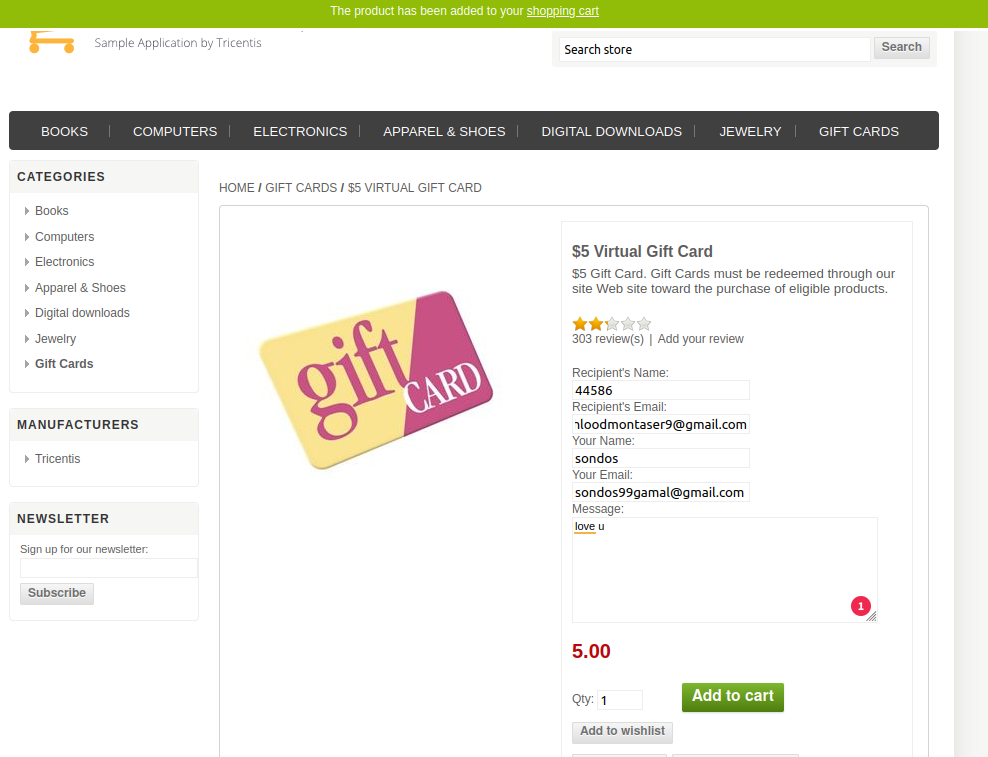 The product has been added to your shopping cart
Sample Application by Tricentis
Search store
Search
BOOKS
COMPUTERS
ELECTRONICS
APPAREL & SHOES
DIGITAL DOWNLOADS
JEWELRY
GIFT CARDS
CATEGORIES
Books
Computers
Electronics
Apparel & Shoes
Digital downloads
Jewelry
Gift Cards
MANUFACTURERS
Tricentis
NEWSLETTER
Sign up for our newsletter:
Subscribe
HOME / GIFT CARDS / $5 VIRTUAL GIFT CARD
gift
CARD
$5 Virtual Gift Card
$5 Gift Card. Gift Cards must be redeemed through our
site Web site toward the purchase of eligible products.
303 review(s) | Add your review
Recipient's Name:
44586
Recipient's Email:
loodmontaser9@gmail.com
Your Name:
sondos
Your Email:
sondos99gamal@gmail.com
Message:
love u
1
5.00
Qty: 1
Add to cart
Add to wishlist